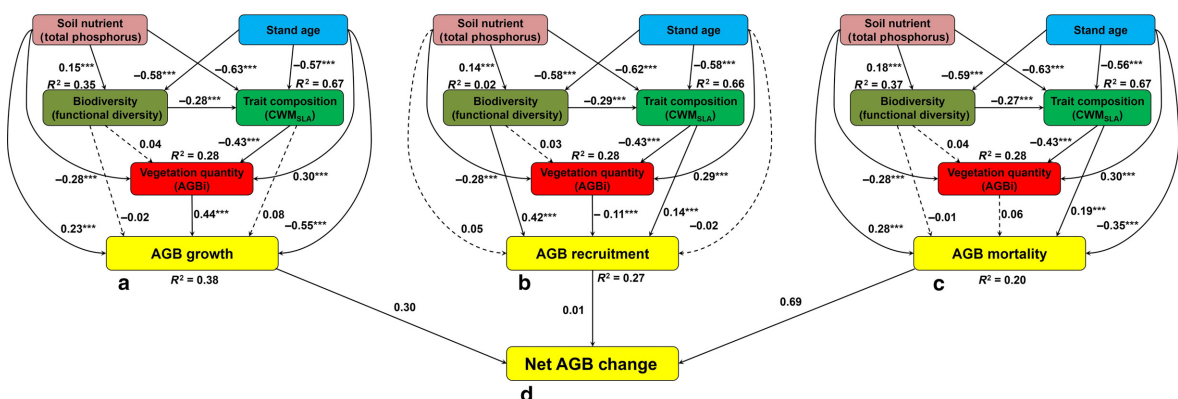 Soil nutrient
(total phosphorus)
Stand age
0.15***
−0.58***
−0.63***
−0.57***
R² = 0.35
R² = 0.67
Biodiversity
(functional diversity)
−0.28***
Trait composition
(CWMSLA)
0.04
−0.43***
R² = 0.28
Vegetation quantity
(AGBi)
−0.28***
0.30***
−0.02
0.44***
0.08
0.23***
−0.55***
AGB growth
a
R² = 0.38
Soil nutrient
(total phosphorus)
Stand age
0.14***
−0.58***
−0.62***
−0.58***
R² = 0.02
R² = 0.66
Biodiversity
(functional diversity)
−0.29***
Trait composition
(CWMSLA)
0.03
−0.43***
R² = 0.28
Vegetation quantity
(AGBi)
−0.28***
0.29***
0.42***
− 0.11***
0.14***
0.05
−0.02
AGB recruitment
b
R² = 0.27
Soil nutrient
(total phosphorus)
Stand age
0.18***
−0.59***
−0.63***
−0.56***
R² = 0.37
R² = 0.67
Biodiversity
(functional diversity)
−0.27***
Trait composition
(CWMSLA)
0.04
−0.43***
R² = 0.28
Vegetation quantity
(AGBi)
−0.28***
0.30***
−0.01
0.06
0.19***
0.28***
−0.35***
AGB mortality
c
R² = 0.20
0.30
0.01
0.69
Net AGB change
d